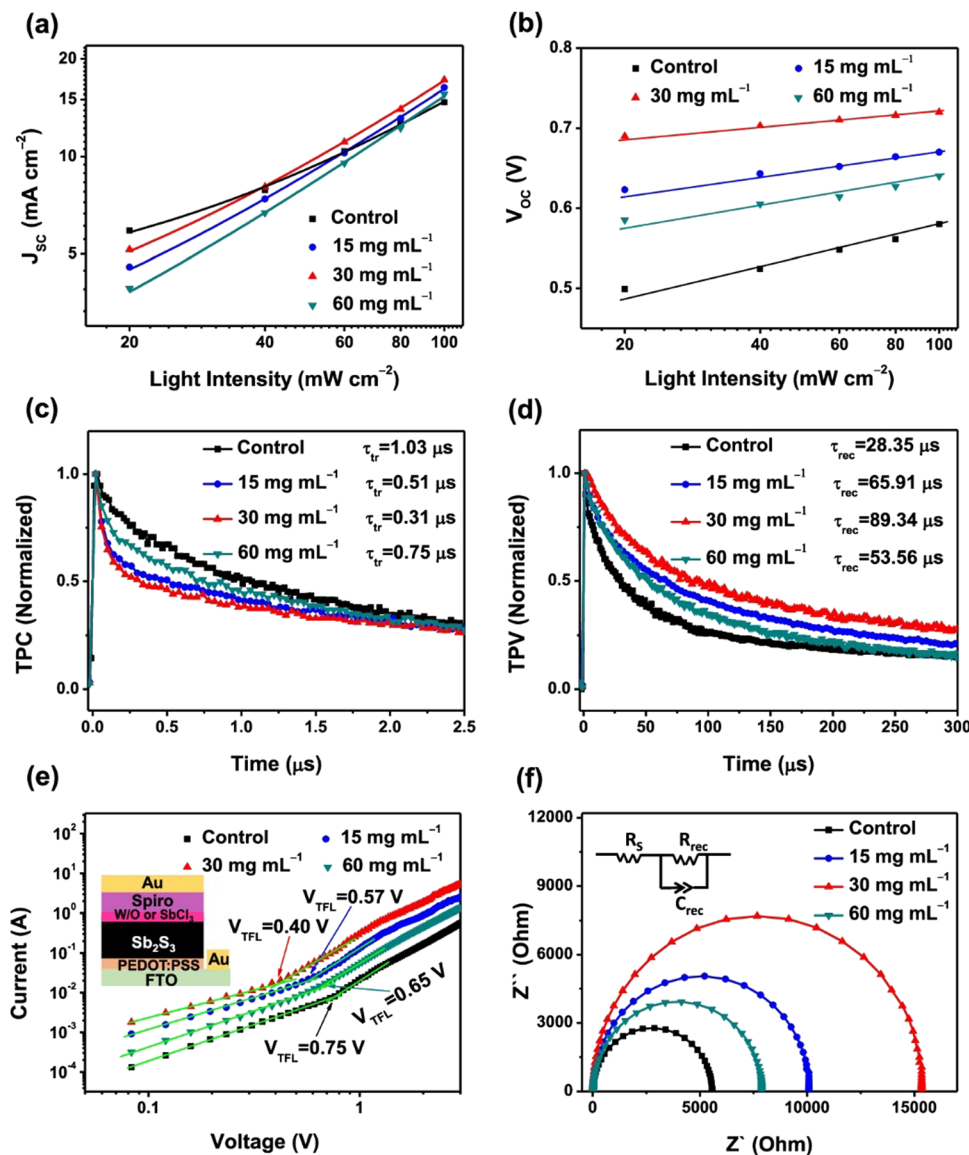 (a)
20
15
10
5
J_SC (mA cm⁻²)
Control
15 mg mL⁻¹
30 mg mL⁻¹
60 mg mL⁻¹
20 40 60 80 100
Light Intensity (mW cm⁻²)
(b)
Control 15 mg mL⁻¹
30 mg mL⁻¹ 60 mg mL⁻¹
0.8
0.7
0.6
0.5
V_OC (V)
20 40 60 80 100
Light Intensity (mW cm⁻²)
(c)
Control τ_tr=1.03 μs
15 mg mL⁻¹ τ_tr=0.51 μs
30 mg mL⁻¹ τ_tr=0.31 μs
60 mg mL⁻¹ τ_tr=0.75 μs
1.0
0.5
0.0
TPC (Normalized)
0.0 0.5 1.0 1.5 2.0 2.5
Time (μs)
(d)
Control τ_rec=28.35 μs
15 mg mL⁻¹ τ_rec=65.91 μs
30 mg mL⁻¹ τ_rec=89.34 μs
60 mg mL⁻¹ τ_rec=53.56 μs
1.0
0.5
0.0
TPV (Normalized)
0 50 100 150 200 250 300
Time (μs)
(e)
Control 15 mg mL⁻¹
30 mg mL⁻¹ 60 mg mL⁻¹
10²
10¹
10⁰
10⁻¹
10⁻²
10⁻³
10⁻⁴
Current (A)
Au
Spiro
W/O or SbCl₃
Sb₂S₃
PEDOT:PSS
Au
FTO
V_TFL=0.57 V
V_TFL=0.40 V
V_TFL=0.65 V
V_TFL=0.75 V
0.1 1
Voltage (V)
(f)
Control
15 mg mL⁻¹
30 mg mL⁻¹
60 mg mL⁻¹
R_S R_rec
C_rec
12000
9000
6000
3000
0
Z`` (Ohm)
0 5000 10000 15000
Z` (Ohm)